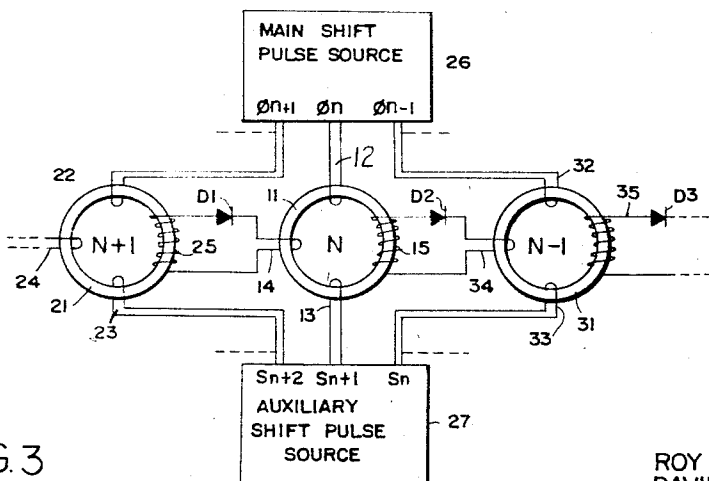 MAIN SHIFT
PULSE SOURCE
26
Øn+1 Øn Øn-1
12
22
32
D1
11
D2
35
D3
N+1
N
N-1
25
15
24
14
34
21
13
31
23
33
Sn+2 Sn+1 Sn
AUXILIARY
SHIFT PULSE
SOURCE
27
G. 3
ROY